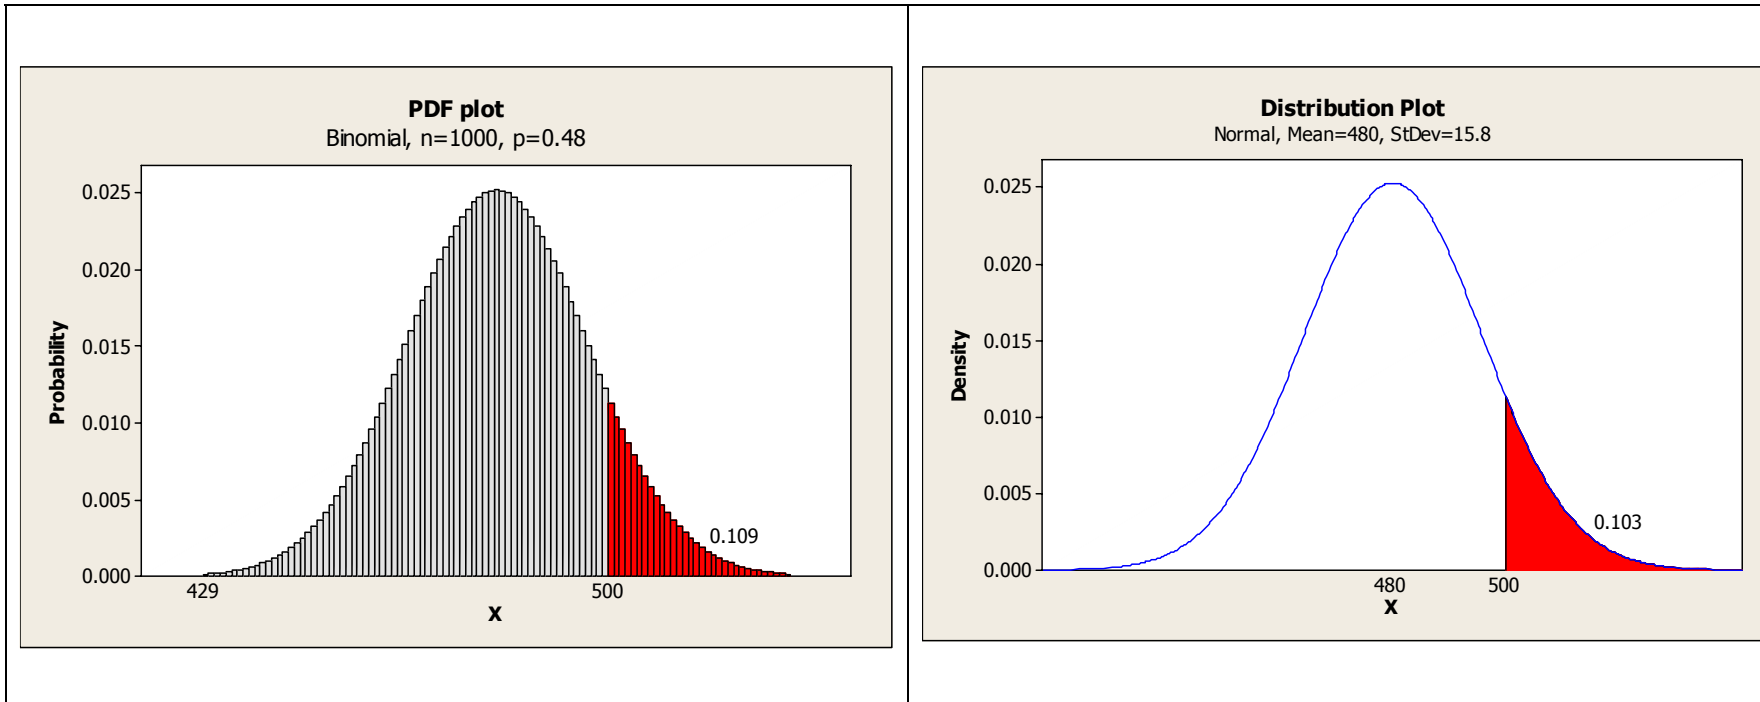 PDF plot
Binomial, n=1000, p=0.48
0.025
0.020
0.015
0.010
0.005
0.000
Probability
0.109
429
500
X
Distribution Plot
Normal, Mean=480, StDev=15.8
0.025
0.020
0.015
0.010
0.005
0.000
Density
0.103
480
500
X